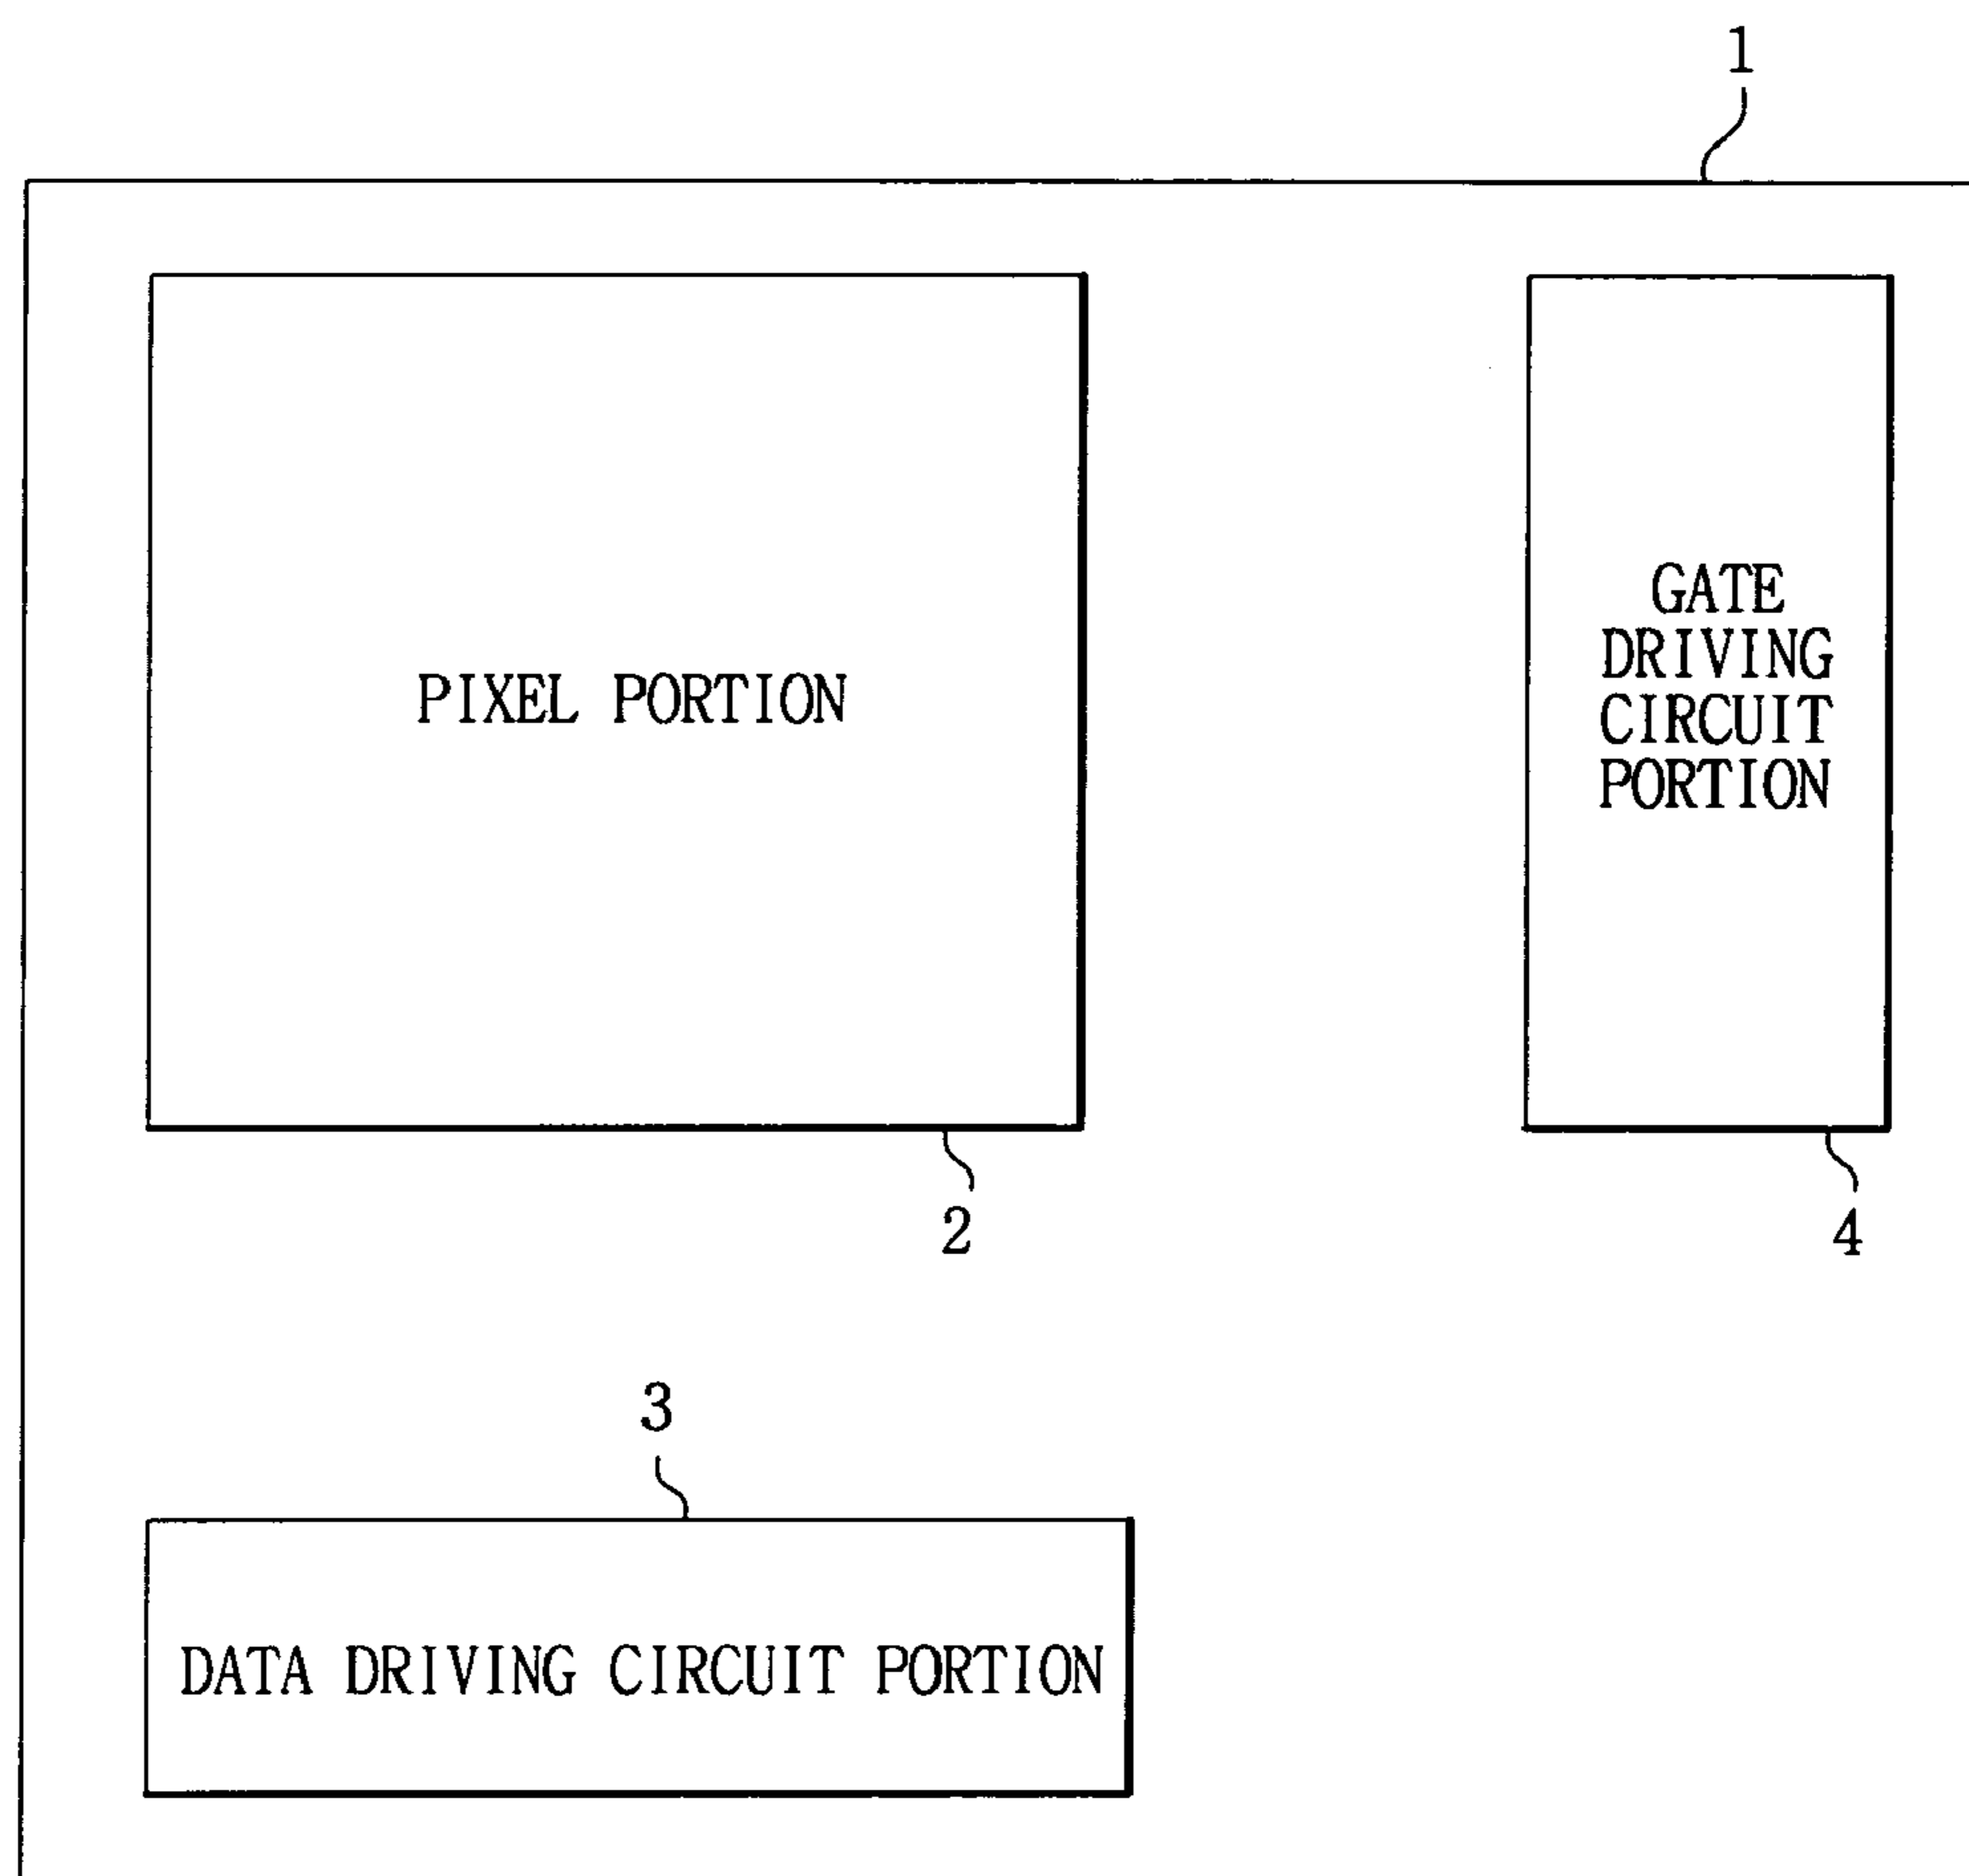 1
PIXEL PORTION
GATE
DRIVING
CIRCUIT
PORTION
2
4
3
DATA DRIVING CIRCUIT PORTION